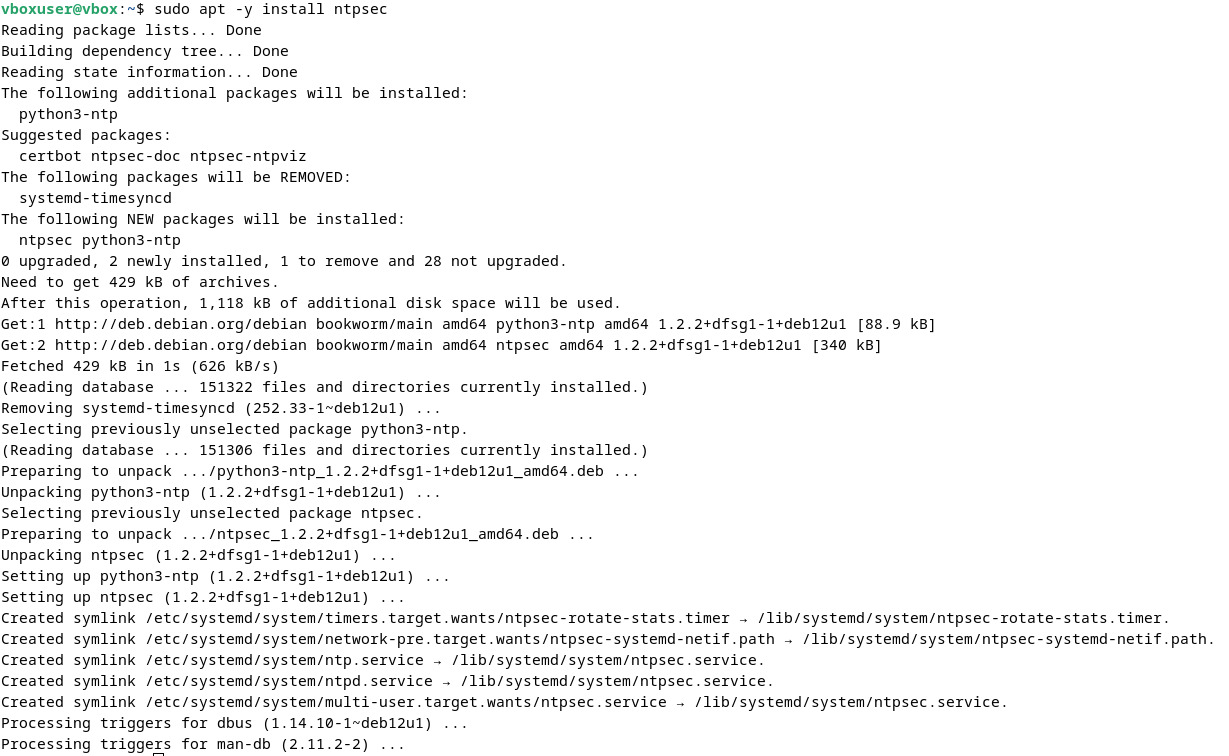 vboxuser@vbox:~$ sudo apt -y install ntpsec
Reading package lists... Done
Building dependency tree... Done
Reading state information... Done
The following additional packages will be installed:
  python3-ntp
Suggested packages:
  certbot ntpsec-doc ntpsec-ntpviz
The following packages will be REMOVED:
  systemd-timesyncd
The following NEW packages will be installed:
  ntpsec python3-ntp
0 upgraded, 2 newly installed, 1 to remove and 28 not upgraded.
Need to get 429 kB of archives.
After this operation, 1,118 kB of additional disk space will be used.
Get:1 http://deb.debian.org/debian bookworm/main amd64 python3-ntp amd64 1.2.2+dfsg1-1+deb12u1 [88.9 kB]
Get:2 http://deb.debian.org/debian bookworm/main amd64 ntpsec amd64 1.2.2+dfsg1-1+deb12u1 [340 kB]
Fetched 429 kB in 1s (626 kB/s)
(Reading database ... 151322 files and directories currently installed.)
Removing systemd-timesyncd (252.33-1~deb12u1) ...
Selecting previously unselected package python3-ntp.
(Reading database ... 151306 files and directories currently installed.)
Preparing to unpack .../python3-ntp_1.2.2+dfsg1-1+deb12u1_amd64.deb ...
Unpacking python3-ntp (1.2.2+dfsg1-1+deb12u1) ...
Selecting previously unselected package ntpsec.
Preparing to unpack .../ntpsec_1.2.2+dfsg1-1+deb12u1_amd64.deb ...
Unpacking ntpsec (1.2.2+dfsg1-1+deb12u1) ...
Setting up python3-ntp (1.2.2+dfsg1-1+deb12u1) ...
Setting up ntpsec (1.2.2+dfsg1-1+deb12u1) ...
Created symlink /etc/systemd/system/timers.target.wants/ntpsec-rotate-stats.timer → /lib/systemd/system/ntpsec-rotate-stats.timer.
Created symlink /etc/systemd/system/network-pre.target.wants/ntpsec-systemd-netif.path → /lib/systemd/system/ntpsec-systemd-netif.path.
Created symlink /etc/systemd/system/ntp.service → /lib/systemd/system/ntpsec.service.
Created symlink /etc/systemd/system/ntpd.service → /lib/systemd/system/ntpsec.service.
Created symlink /etc/systemd/system/multi-user.target.wants/ntpsec.service → /lib/systemd/system/ntpsec.service.
Processing triggers for dbus (1.14.10-1~deb12u1) ...
Processing triggers for man-db (2.11.2-2) ...